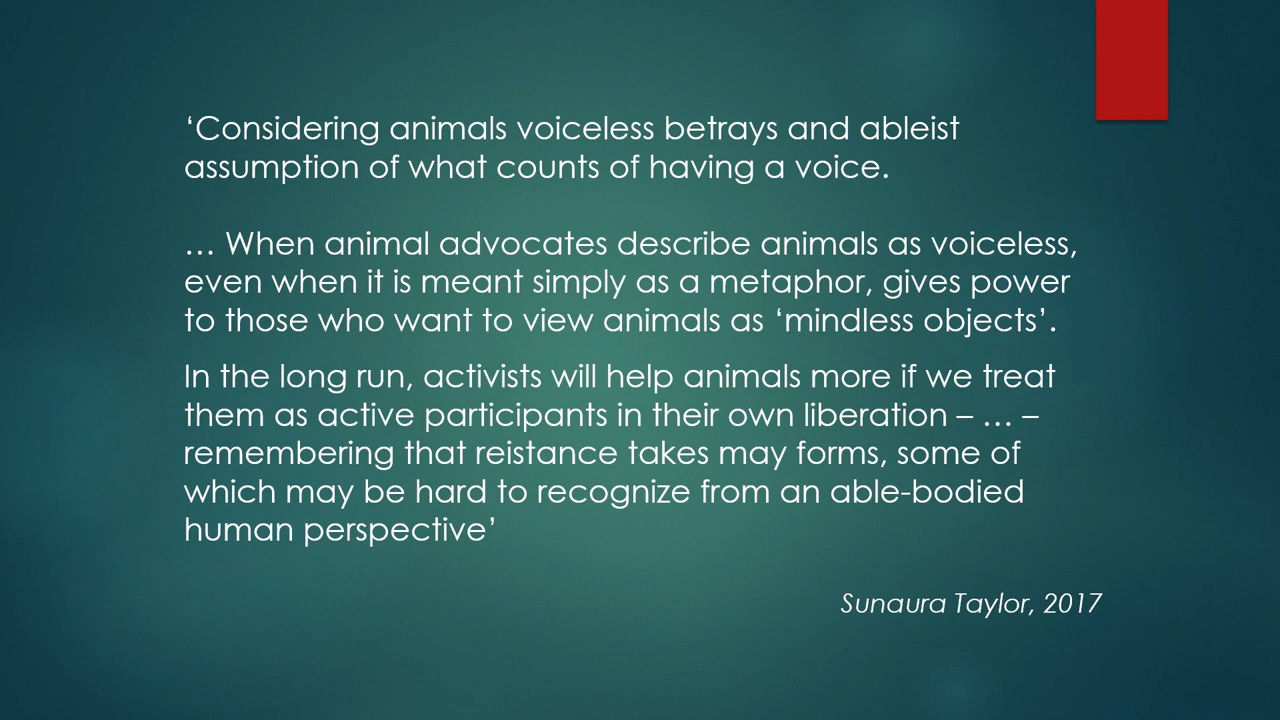 ‘Considering animals voiceless betrays and ableist
assumption of what counts of having a voice.
… When animal advocates describe animals as voiceless,
even when it is meant simply as a metaphor, gives power
to those who want to view animals as ‘mindless objects’.
In the long run, activists will help animals more if we treat
them as active participants in their own liberation – … –
remembering that reistance takes may forms, some of
which may be hard to recognize from an able-bodied
human perspective’
Sunaura Taylor, 2017